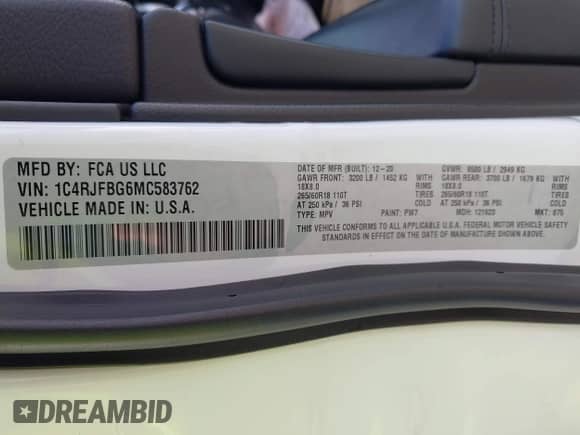 MFD BY: FCA US LLC
VIN: 1C4RJFBG6MC583762
VEHICLE MADE IN: U.S.A.
DATE OF MFR (BUILT): 12-20 GVWR: 6500 LB / 2949 KG
GAWR FRONT: 3200 LB / 1452 KG WITH GAWR REAR: 3700 LB / 1679 KG WITH
18X8.0 RIMS 18X8.0 RIMS
265/60R18 110T TIRES 265/60R18 110T TIRES
AT 250 kPa / 36 PSI COLD AT 250 kPa / 36 PSI COLD
TYPE: MPV PAINT: PW7 MDH: 121623 MKT: 875
THIS VEHICLE CONFORMS TO ALL APPLICABLE U.S.A. FEDERAL MOTOR VEHICLE SAFETY
STANDARDS IN EFFECT ON THE DATE OF MANUFACTURE SHOWN ABOVE.
DREAMBID